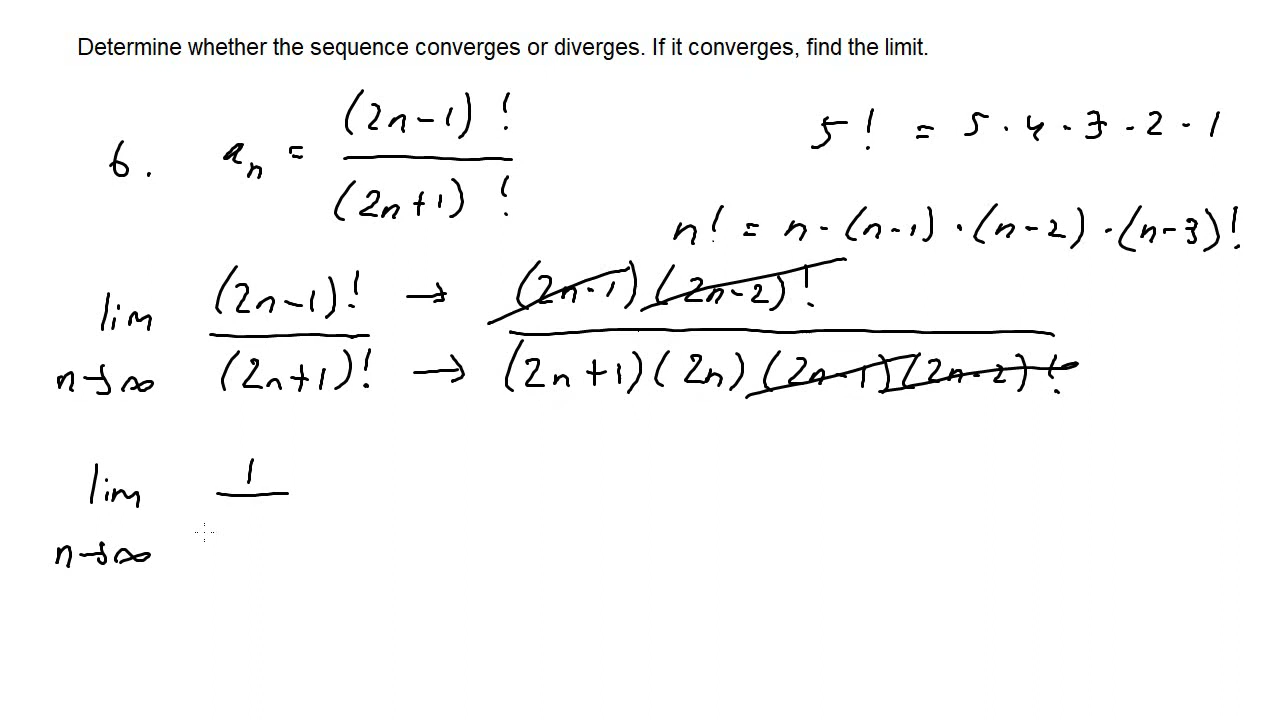 Determine whether the sequence converges or diverges. If it converges, find the limit.
6. aₙ = (2n-1)! / (2n+1)!
5! = 5·4·3·2·1
n! = n·(n-1)·(n-2)·(n-3)!
lim n→∞ (2n-1)! / (2n+1)! → (2n-1)(2n-2)! / → (2n+1)(2n)(2n-1)(2n-2)!
lim n→∞ 1/